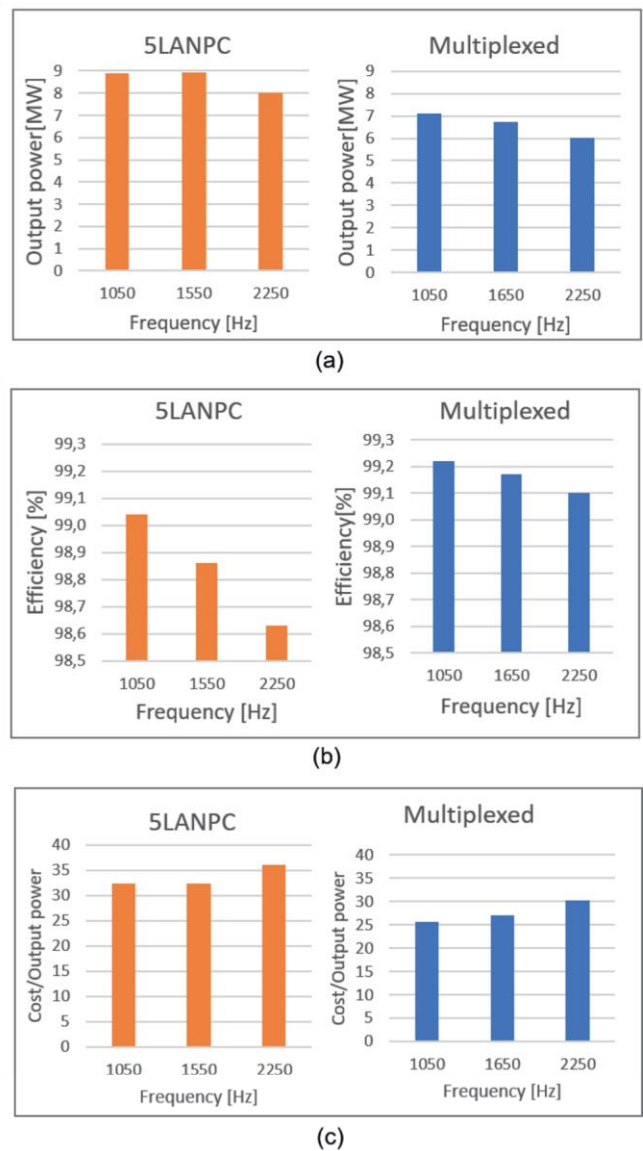 5LANPC
Multiplexed
Output power[MW]
9
8
7
6
5
4
3
2
1
0
1050 1550 2250
Frequency [Hz]
Output power[MW]
9
8
7
6
5
4
3
2
1
0
1050 1650 2250
Frequency [Hz]
(a)
5LANPC
Multiplexed
Efficiency [%]
99,3
99,2
99,1
99,0
98,9
98,8
98,7
98,6
98,5
1050 1550 2250
Frequency [Hz]
Efficiency[%]
99,3
99,2
99,1
99,0
98,9
98,8
98,7
98,6
98,5
1050 1650 2250
Frequency [Hz]
(b)
5LANPC
Multiplexed
Cost/Output power
40
35
30
25
20
15
10
5
0
1050 1550 2250
Frequency [Hz]
Cost/Output power
40
35
30
25
20
15
10
5
0
1050 1650 2250
Frequency [Hz]
(c)